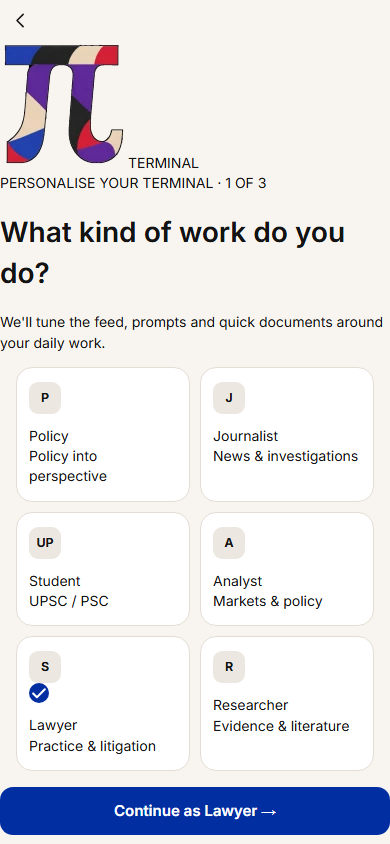 TERMINAL
PERSONALISE YOUR TERMINAL · 1 OF 3
What kind of work do you
do?
We'll tune the feed, prompts and quick documents around
your daily work.
P
Policy
Policy into
perspective
J
Journalist
News & investigations
UP
Student
UPSC / PSC
A
Analyst
Markets & policy
S
Lawyer
Practice & litigation
R
Researcher
Evidence & literature
Continue as Lawyer →